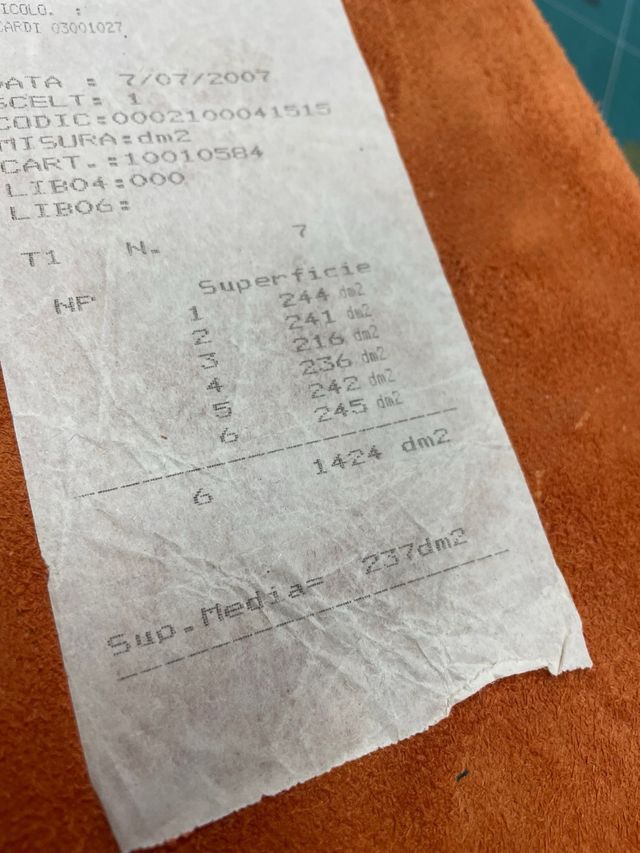 ICOLO. :
CARDI 03001027
DATA : 7/07/2007
SCELT: 1
CODIC:0002100041515
MISURA:dm2
CART.:10010584
LIB04:000
LIB06:
T1 N. 7
NP Superficie
1 244 dm2
2 241 dm2
3 216 dm2
4 236 dm2
5 242 dm2
6 245 dm2
6 1424 dm2
Sup.Media= 237dm2